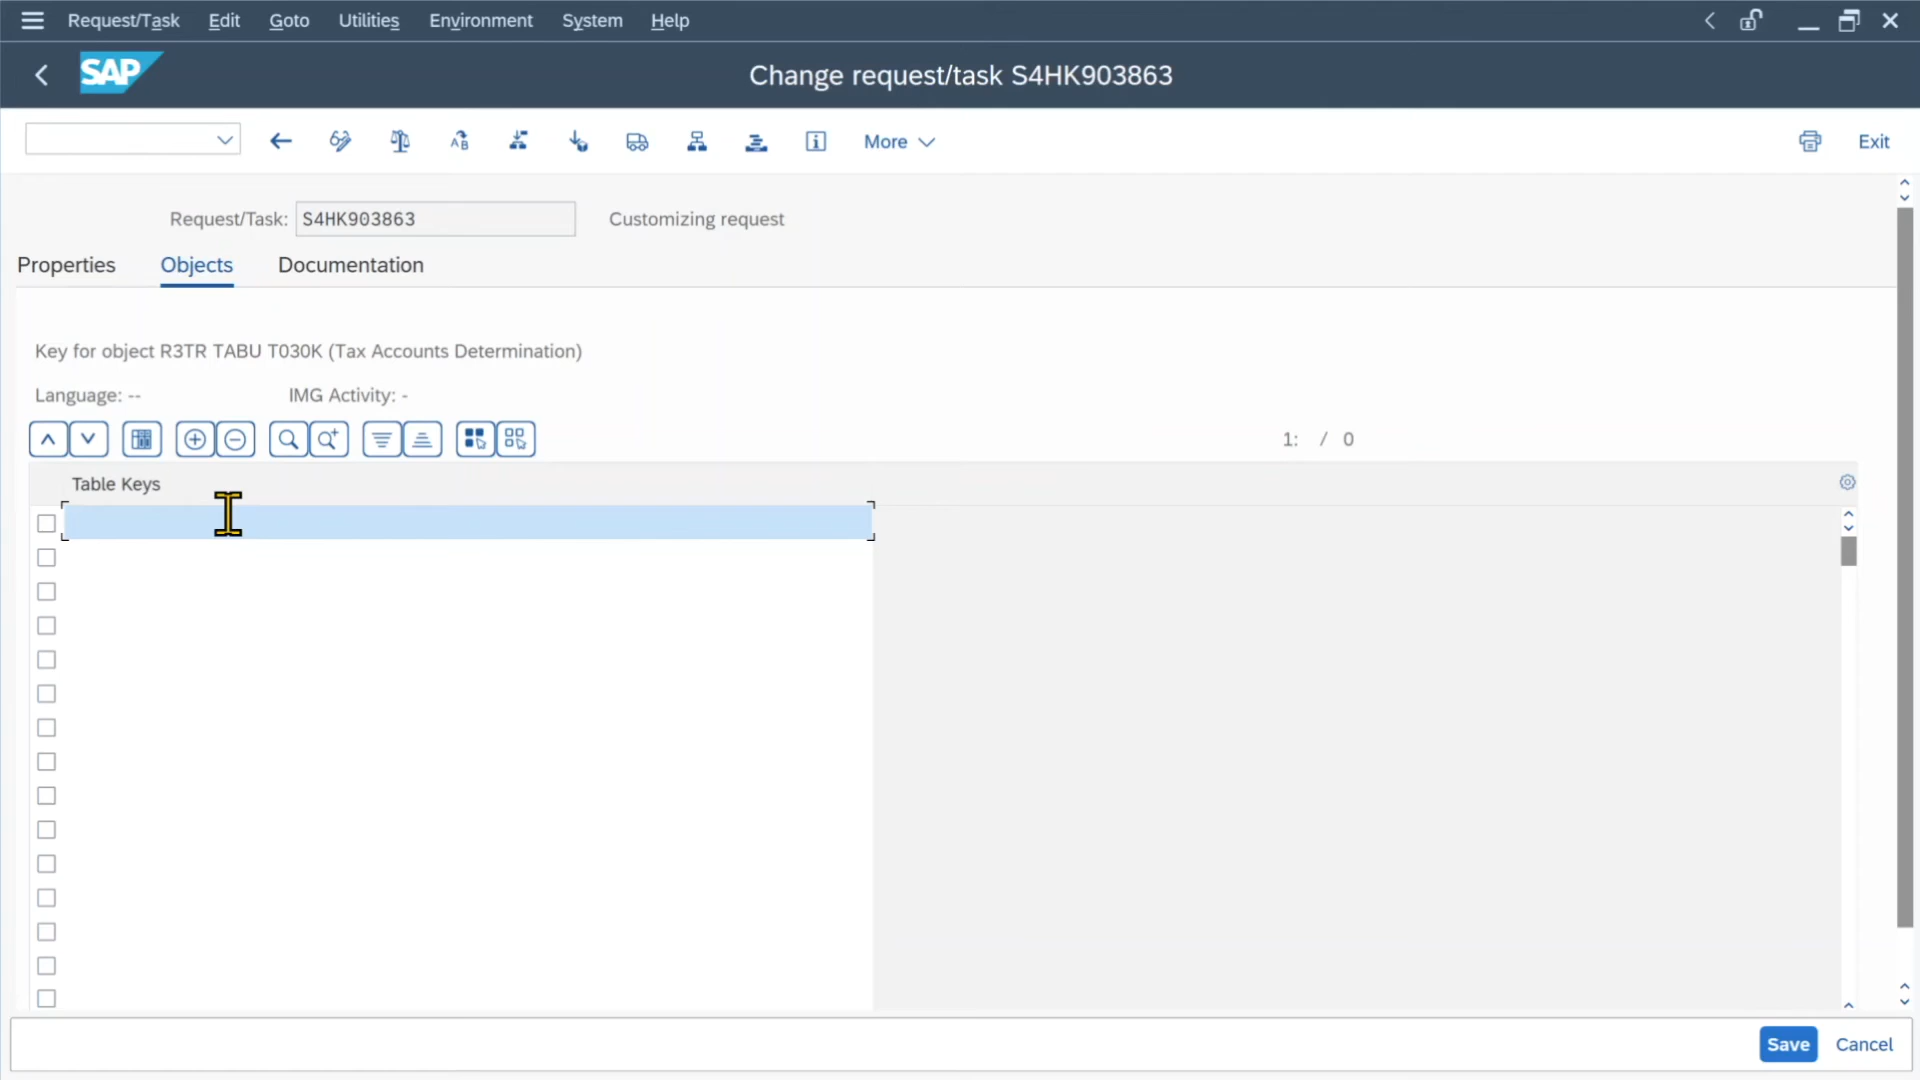 Request/Task Edit Goto Utilities Environment System Help
SAP Change request/task S4HK903863
More Exit
Request/Task: S4HK903863 Customizing request
Properties Objects Documentation
Key for object R3TR TABU T030K (Tax Accounts Determination)
Language: -- IMG Activity: -
1: / 0
Table Keys
Save Cancel